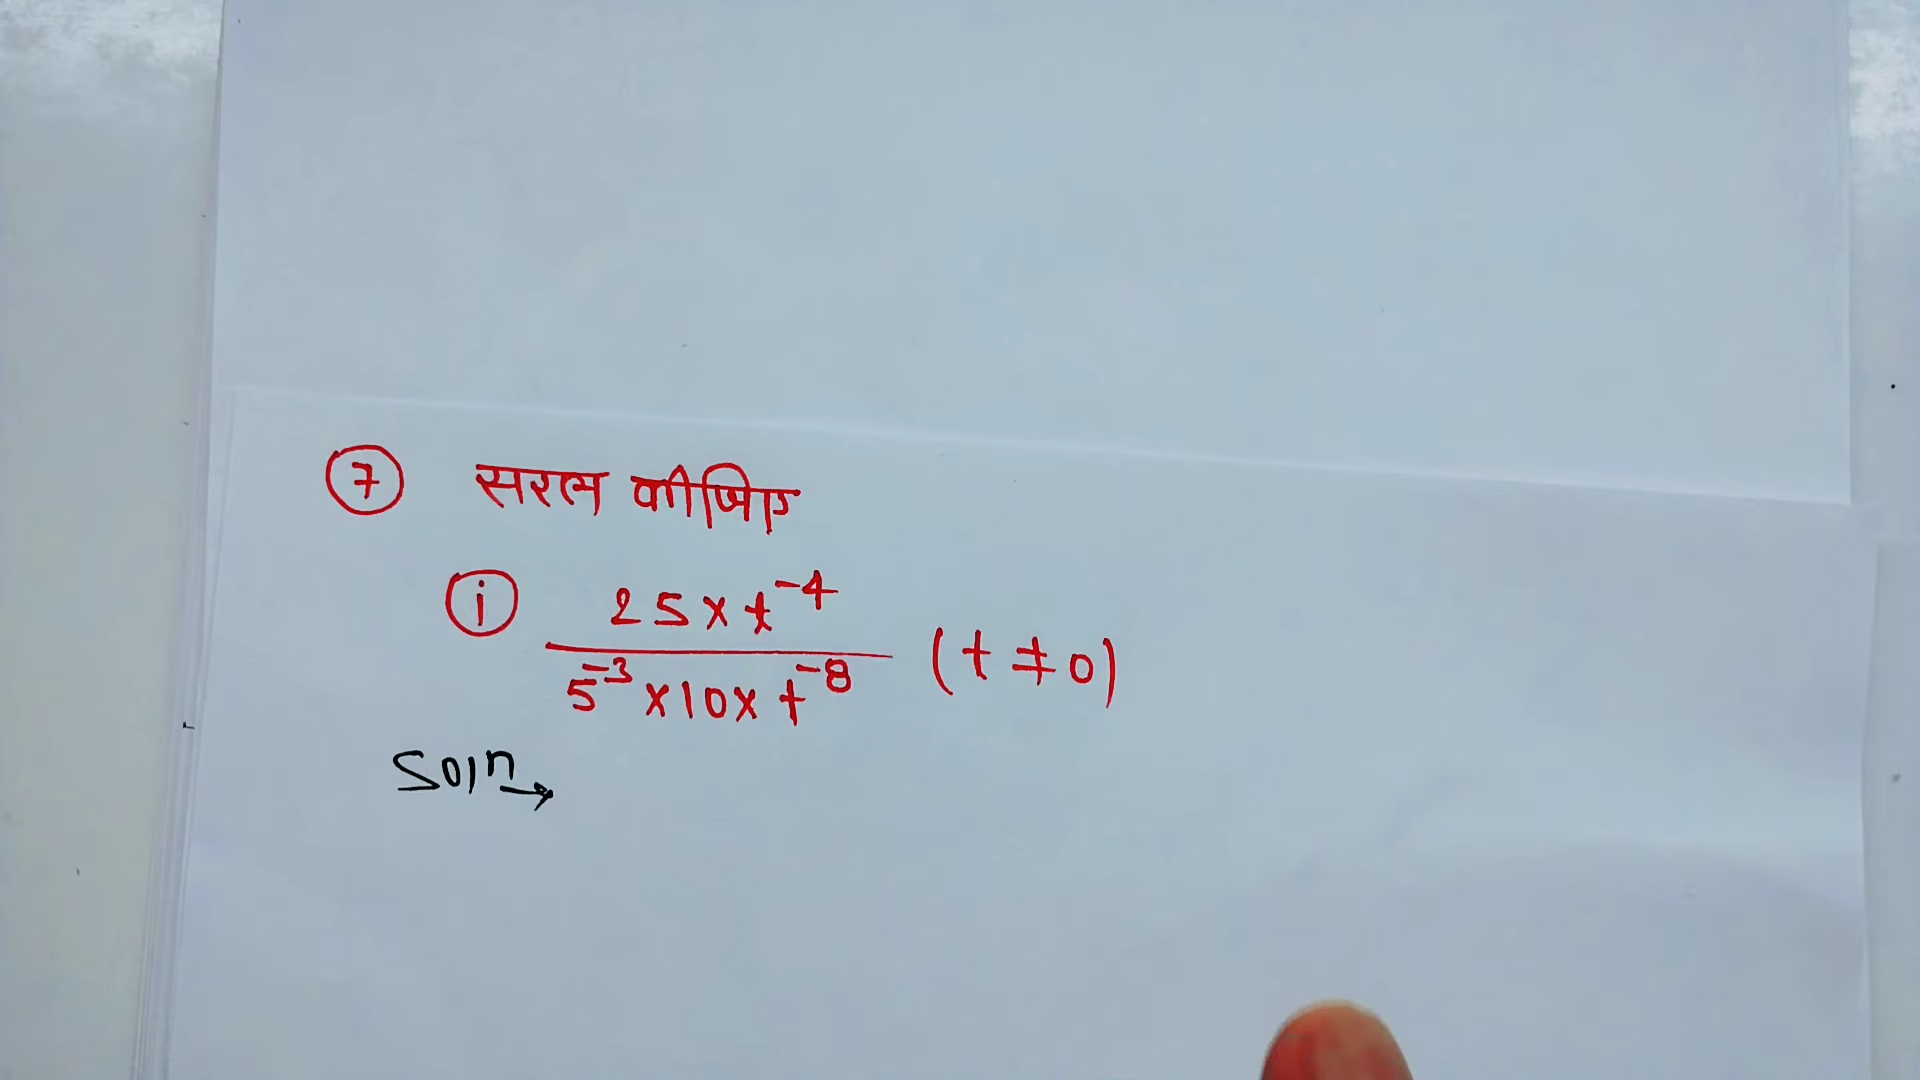 7 सरल कीजिए
i 25 × t⁻⁴
5⁻³ × 10 × t⁻⁸ (t ≠ 0)
Solⁿ →